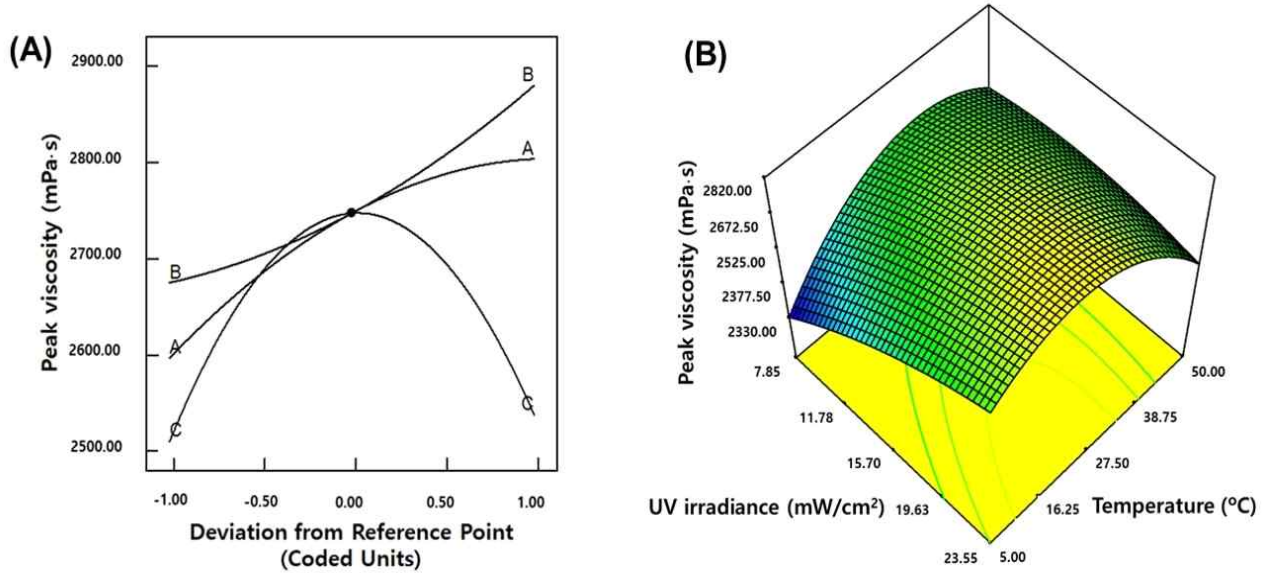 (A)
2900.00
2800.00
2700.00
2600.00
2500.00
Peak viscosity (mPa·s)
B
A
B
A
C
C
-1.00 -0.50 0.00 0.50 1.00
Deviation from Reference Point
(Coded Units)
(B)
Peak viscosity (mPa·s)
2820.00
2672.50
2525.00
2377.50
2330.00
7.85
11.78
15.70
19.63
23.55
UV irradiance (mW/cm²)
50.00
38.75
27.50
16.25
5.00
Temperature (ºC)